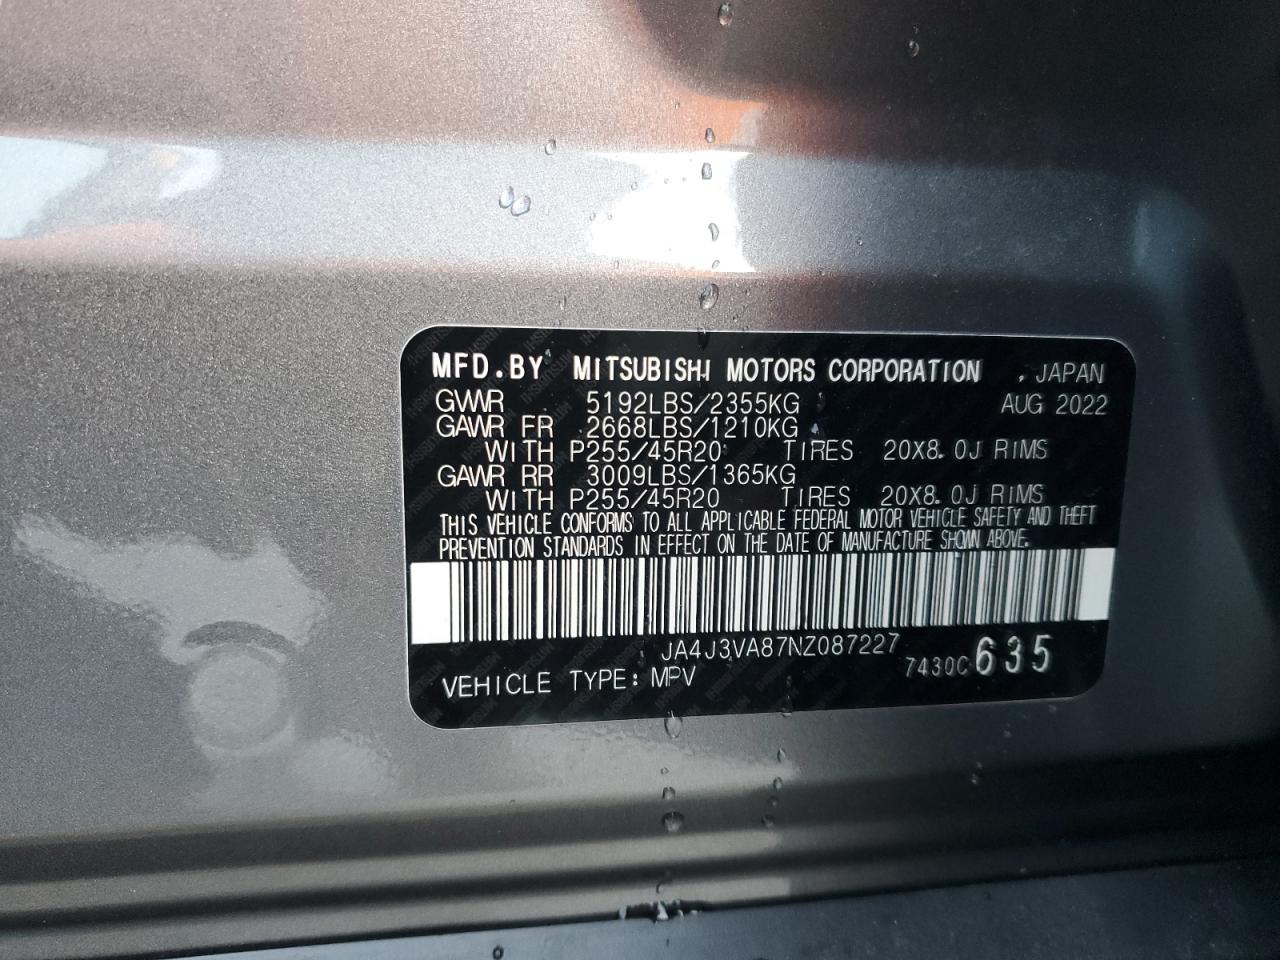 MFD.BY MITSUBISHI MOTORS CORPORATION , JAPAN
GVWR 5192LBS/2355KG AUG 2022
GAWR FR 2668LBS/1210KG
WITH P255/45R20 TIRES 20X8.0J RIMS
GAWR RR 3009LBS/1365KG
WITH P255/45R20 TIRES 20X8.0J RIMS
THIS VEHICLE CONFORMS TO ALL APPLICABLE FEDERAL MOTOR VEHICLE SAFETY AND THEFT
PREVENTION STANDARDS IN EFFECT ON THE DATE OF MANUFACTURE SHOWN ABOVE.
JA4J3VA87NZ087227
7430C635
VEHICLE TYPE: MPV